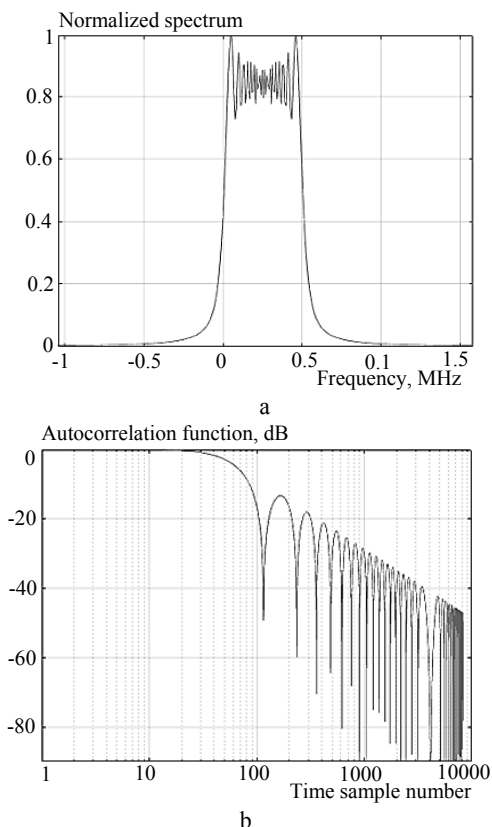 Normalized spectrum
1
0.8
0.6
0.4
0.2
0
-1 -0.5 0 0.5 0.1 1.5
Frequency, MHz
a
Autocorrelation function, dB
0
-20
-40
-60
-80
1 10 100 1000 10000
Time sample number
b